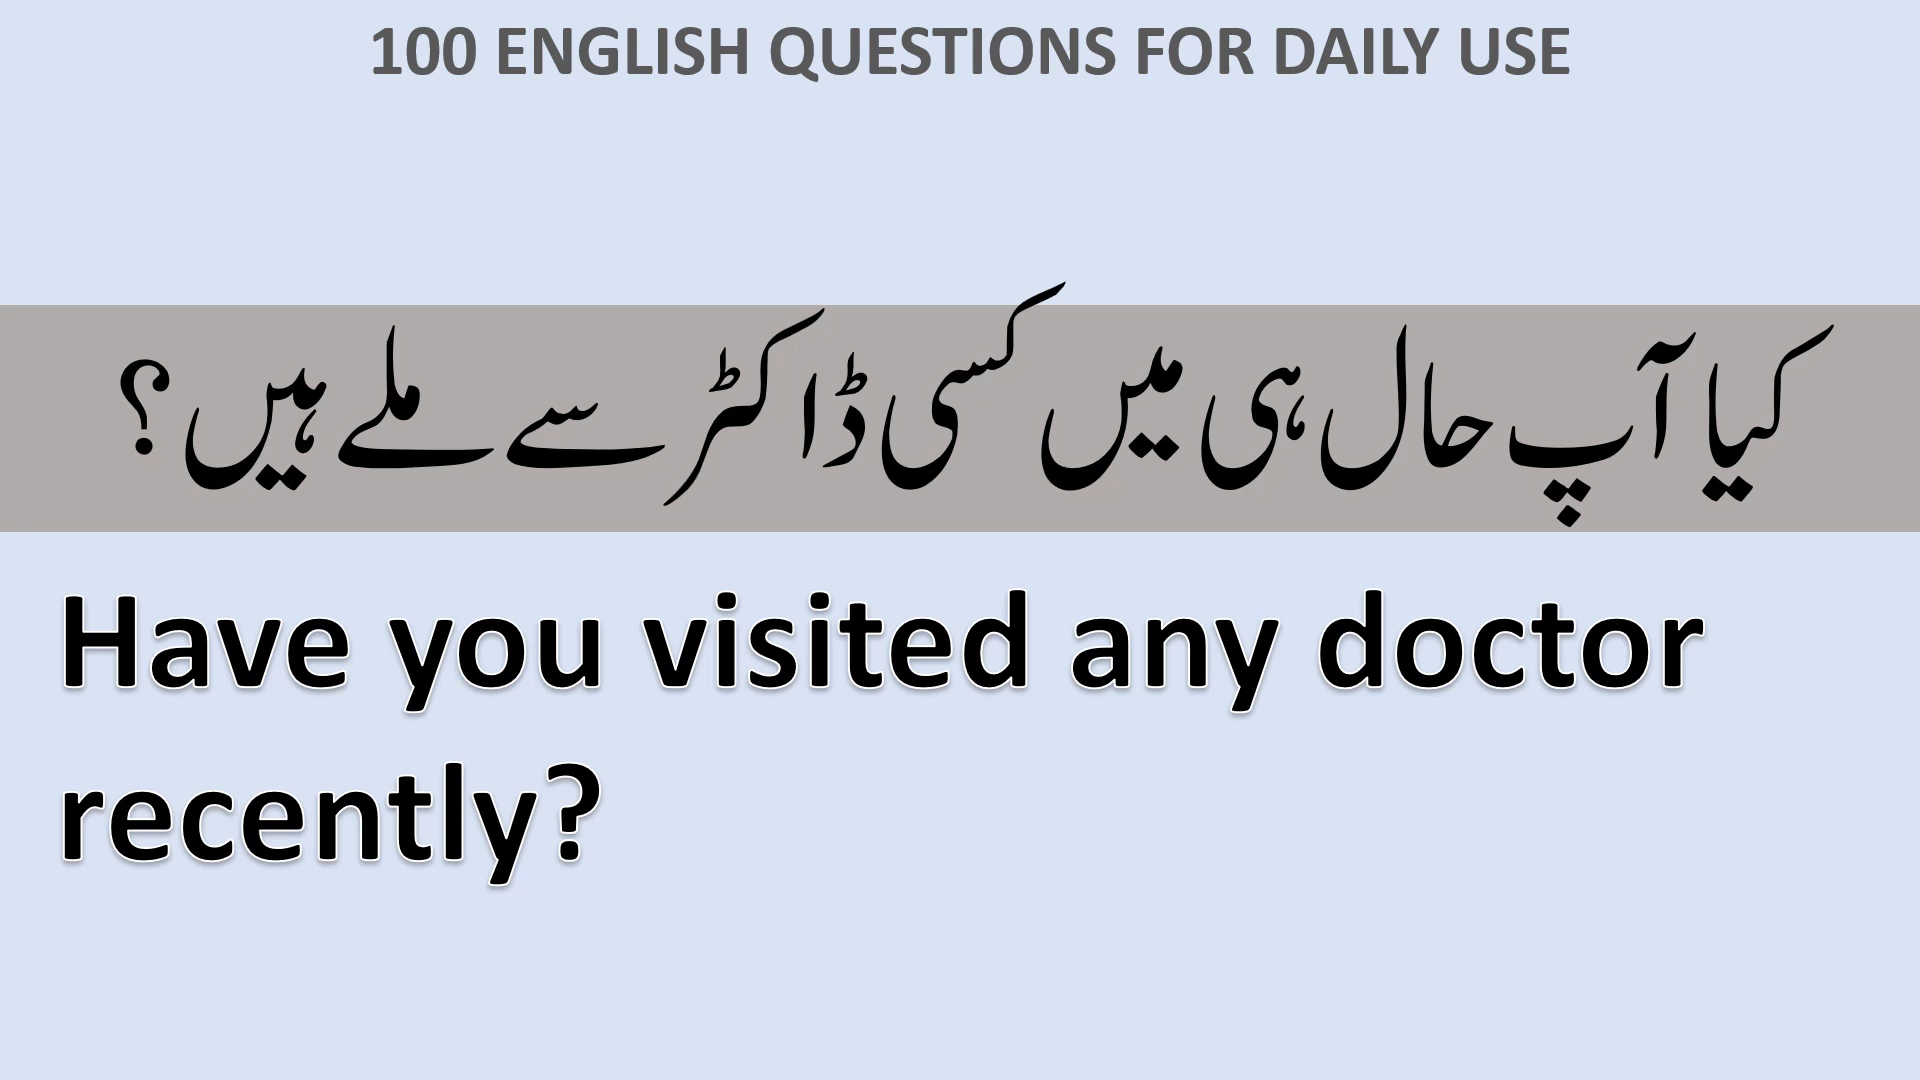 100 ENGLISH QUESTIONS FOR DAILY USE
کیا آپ حال ہی میں کسی ڈاکٹر سے ملے ہیں؟
Have you visited any doctor
recently?